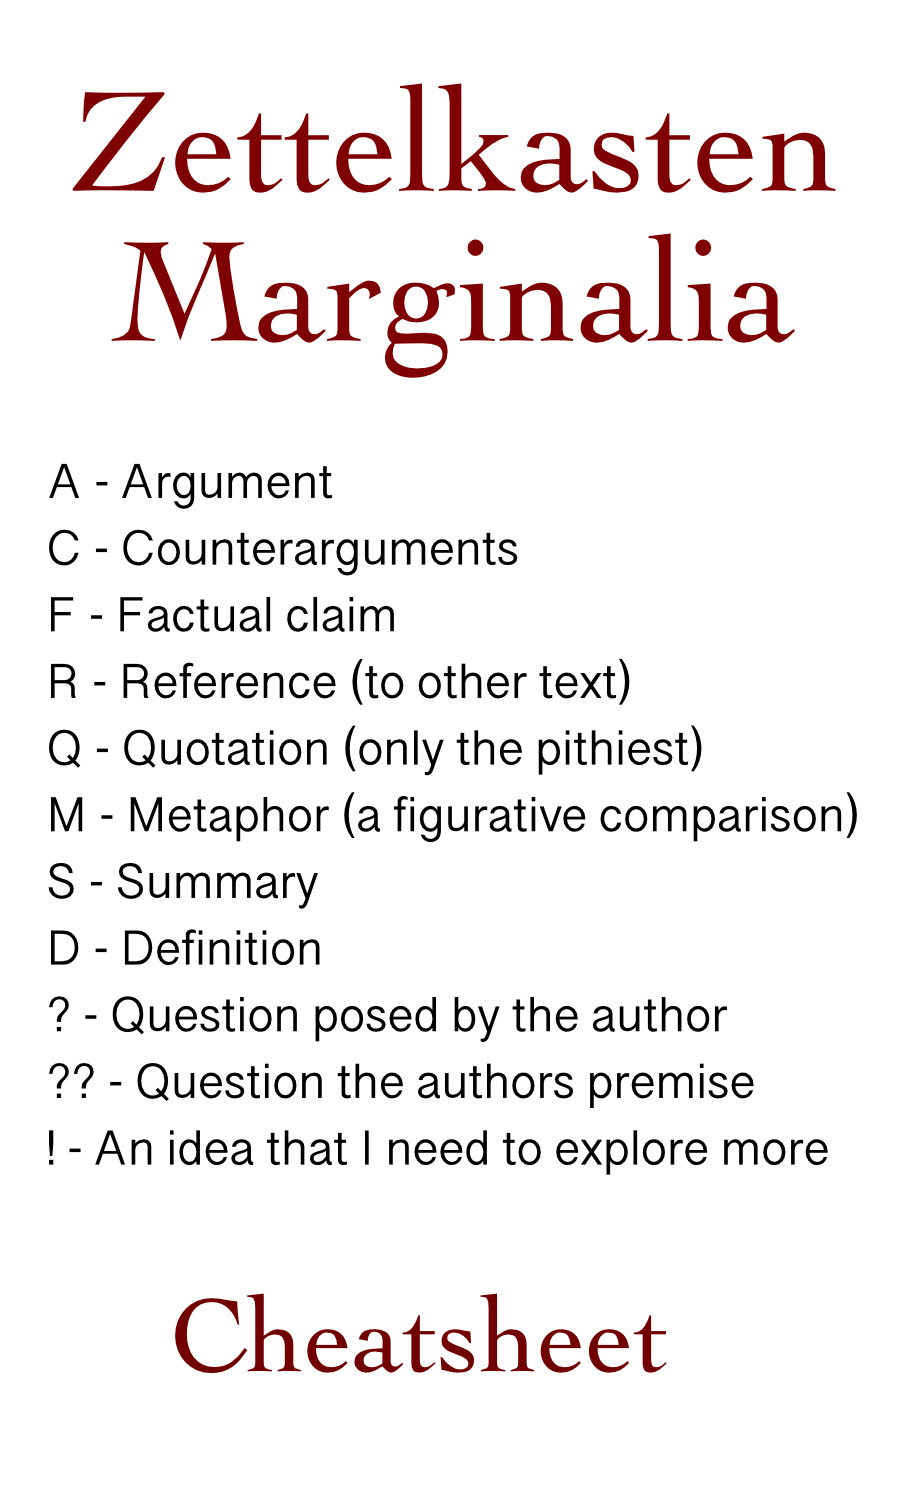 Zettelkasten
Marginalia
A - Argument
C - Counterarguments
F - Factual claim
R - Reference (to other text)
Q - Quotation (only the pithiest)
M - Metaphor (a figurative comparison)
S - Summary
D - Definition
? - Question posed by the author
?? - Question the authors premise
! - An idea that I need to explore more
Cheatsheet